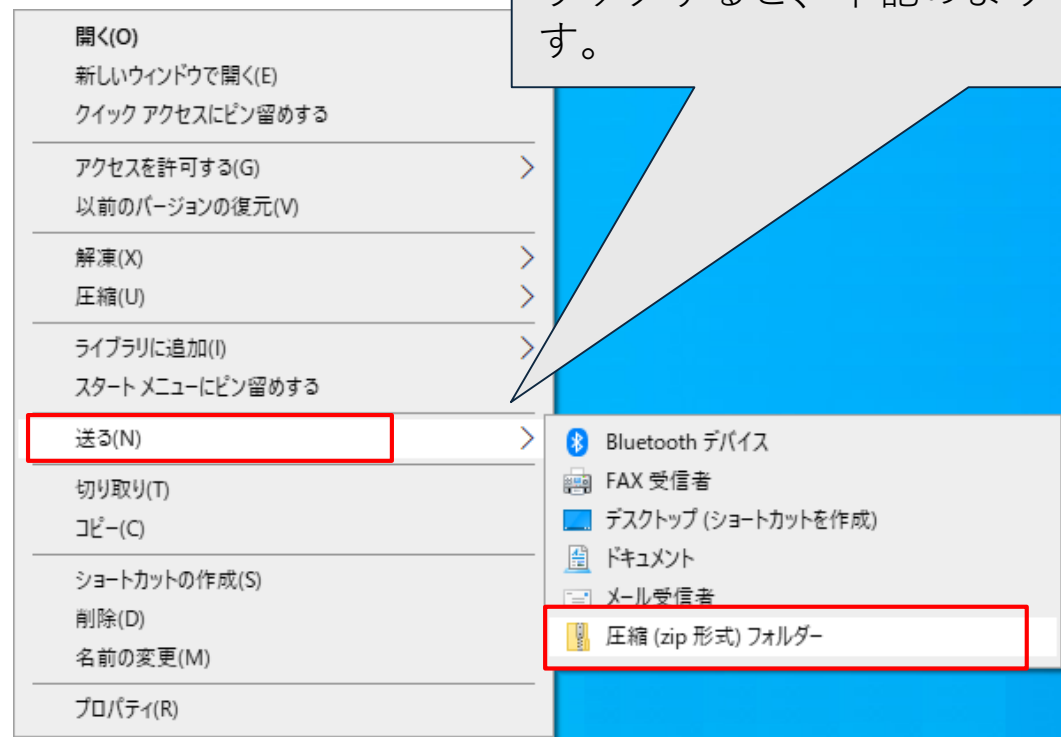 す。
開く(O)
新しいウィンドウで開く(E)
クイック アクセスにピン留めする
アクセスを許可する(G)
以前のバージョンの復元(V)
解凍(X)
圧縮(U)
ライブラリに追加(I)
スタート メニューにピン留めする
送る(N)
切り取り(T)
コピー(C)
ショートカットの作成(S)
削除(D)
名前の変更(M)
プロパティ(R)
Bluetooth デバイス
FAX 受信者
デスクトップ (ショートカットを作成)
ドキュメント
メール受信者
圧縮 (zip 形式) フォルダー